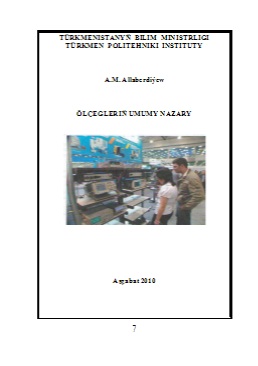 TÜRKMENISTANYŇ BILIM MINISTRLIGI
TÜRKMEN POLITEHNIKI INSTITUTY
A.M. Allaberdiýew
ÖLÇEGLERIŇ UMUMY NAZARY
Aşgabat 2010
7